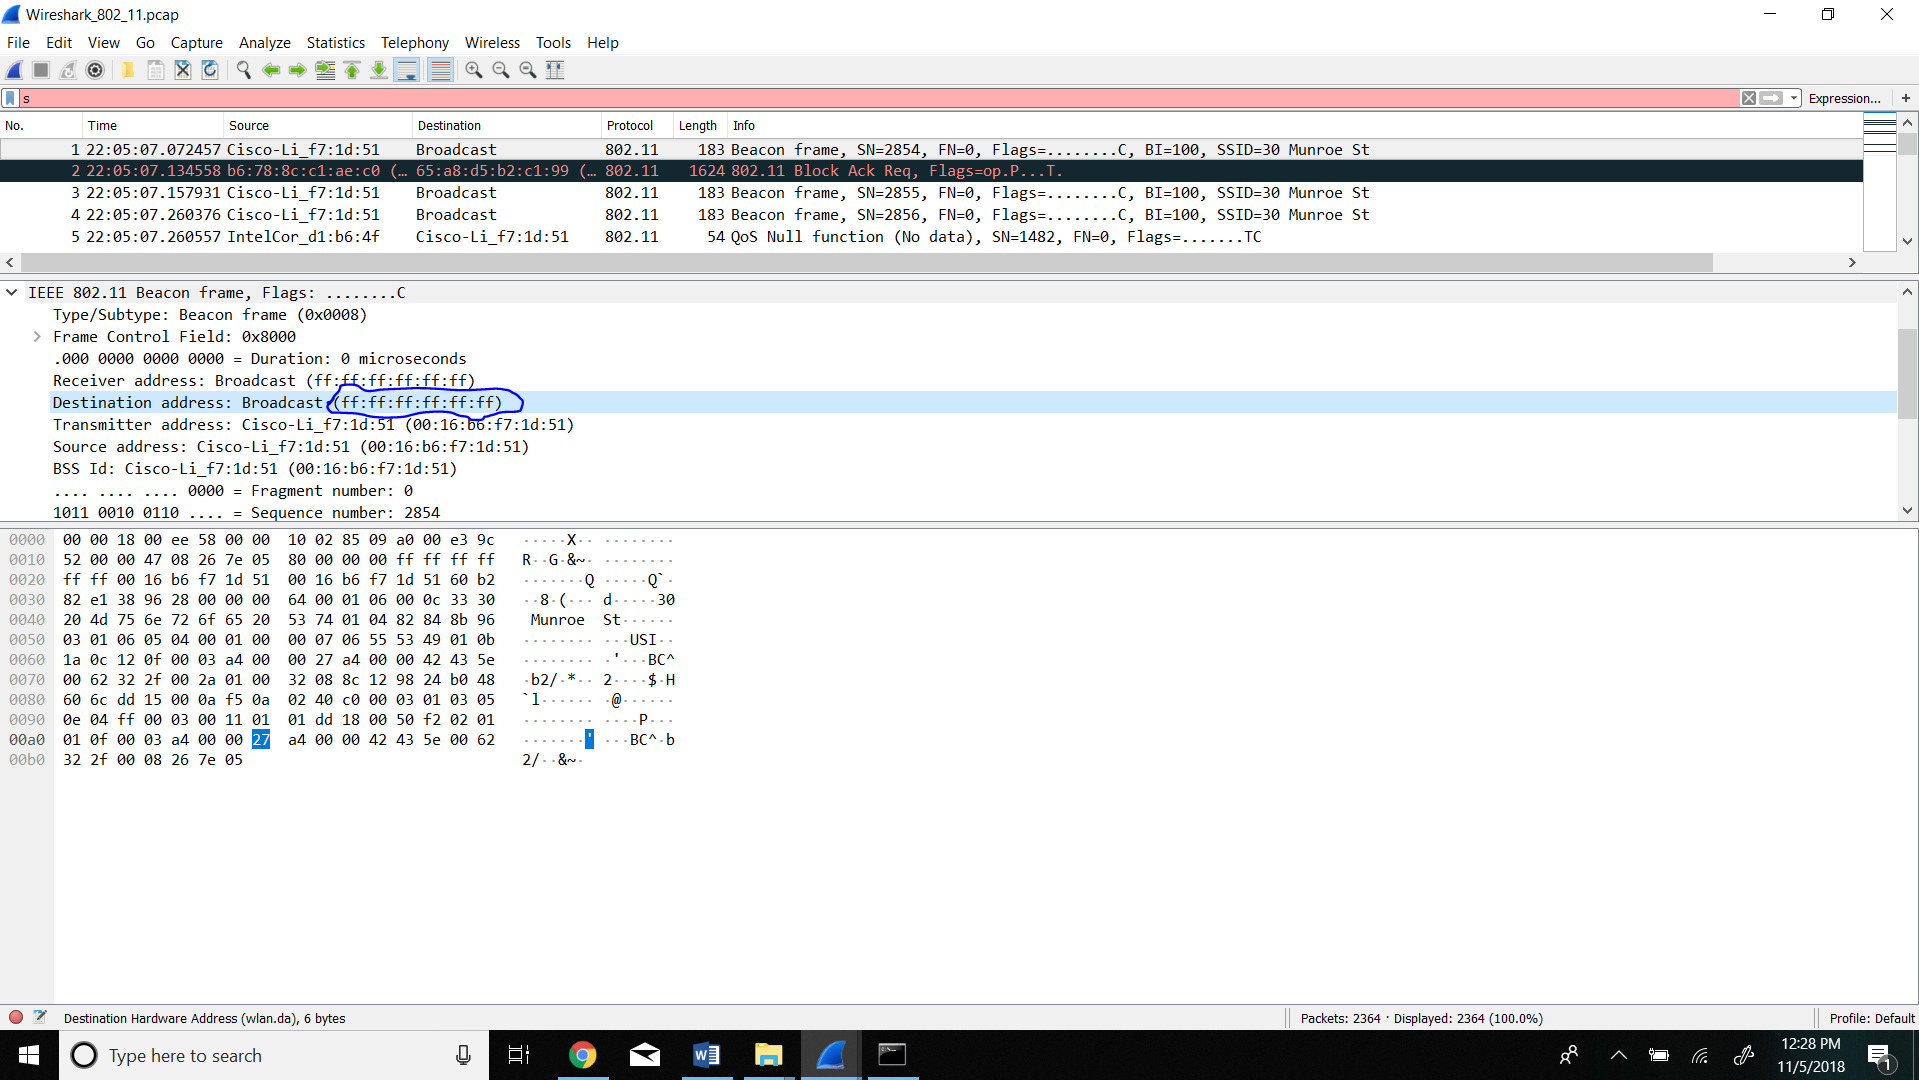 Wireshark_802_11.pcap
File Edit View Go Capture Analyze Statistics Telephony Wireless Tools Help
s Expression... +
No. Time Source Destination Protocol Length Info
1 22:05:07.072457 Cisco-Li_f7:1d:51 Broadcast 802.11 183 Beacon frame, SN=2854, FN=0, Flags=........C, BI=100, SSID=30 Munroe St
2 22:05:07.134558 b6:78:8c:c1:ae:c0 (… 65:a8:d5:b2:c1:99 (… 802.11 1624 802.11 Block Ack Req, Flags=op.P...T.
3 22:05:07.157931 Cisco-Li_f7:1d:51 Broadcast 802.11 183 Beacon frame, SN=2855, FN=0, Flags=........C, BI=100, SSID=30 Munroe St
4 22:05:07.260376 Cisco-Li_f7:1d:51 Broadcast 802.11 183 Beacon frame, SN=2856, FN=0, Flags=........C, BI=100, SSID=30 Munroe St
5 22:05:07.260557 IntelCor_d1:b6:4f Cisco-Li_f7:1d:51 802.11 54 QoS Null function (No data), SN=1482, FN=0, Flags=.......TC
IEEE 802.11 Beacon frame, Flags: ........C
Type/Subtype: Beacon frame (0x0008)
Frame Control Field: 0x8000
.000 0000 0000 0000 = Duration: 0 microseconds
Receiver address: Broadcast (ff:ff:ff:ff:ff:ff)
Destination address: Broadcast (ff:ff:ff:ff:ff:ff)
Transmitter address: Cisco-Li_f7:1d:51 (00:16:b6:f7:1d:51)
Source address: Cisco-Li_f7:1d:51 (00:16:b6:f7:1d:51)
BSS Id: Cisco-Li_f7:1d:51 (00:16:b6:f7:1d:51)
.... .... .... 0000 = Fragment number: 0
1011 0010 0110 .... = Sequence number: 2854
0000 00 00 18 00 ee 58 00 00 10 02 85 09 a0 00 e3 9c ·····X·· ········
0010 52 00 00 47 08 26 7e 05 80 00 00 00 ff ff ff ff R··G·&~· ········
0020 ff ff 00 16 b6 f7 1d 51 00 16 b6 f7 1d 51 60 b2 ·······Q ·····Q`·
0030 82 e1 38 96 28 00 00 00 64 00 01 06 00 0c 33 30 ··8·(··· d·····30
0040 20 4d 75 6e 72 6f 65 20 53 74 01 04 82 84 8b 96 Munroe St······
0050 03 01 06 05 04 00 01 00 00 07 06 55 53 49 01 0b ········ ···USI··
0060 1a 0c 12 0f 00 03 a4 00 00 27 a4 00 00 42 43 5e ········ ·'···BC^
0070 00 62 32 2f 00 2a 01 00 32 08 8c 12 98 24 b0 48 ·b2/·*·· 2····$·H
0080 60 6c dd 15 00 0a f5 0a 02 40 c0 00 03 01 03 05 `l······ ·@······
0090 0e 04 ff 00 03 00 11 01 01 dd 18 00 50 f2 02 01 ········ ····P···
00a0 01 0f 00 03 a4 00 00 27 a4 00 00 42 43 5e 00 62 ·······' ···BC^·b
00b0 32 2f 00 08 26 7e 05 2/··&~·
Destination Hardware Address (wlan.da), 6 bytes Packets: 2364 · Displayed: 2364 (100.0%) Profile: Default
Type here to search
12:28 PM
11/5/2018
1